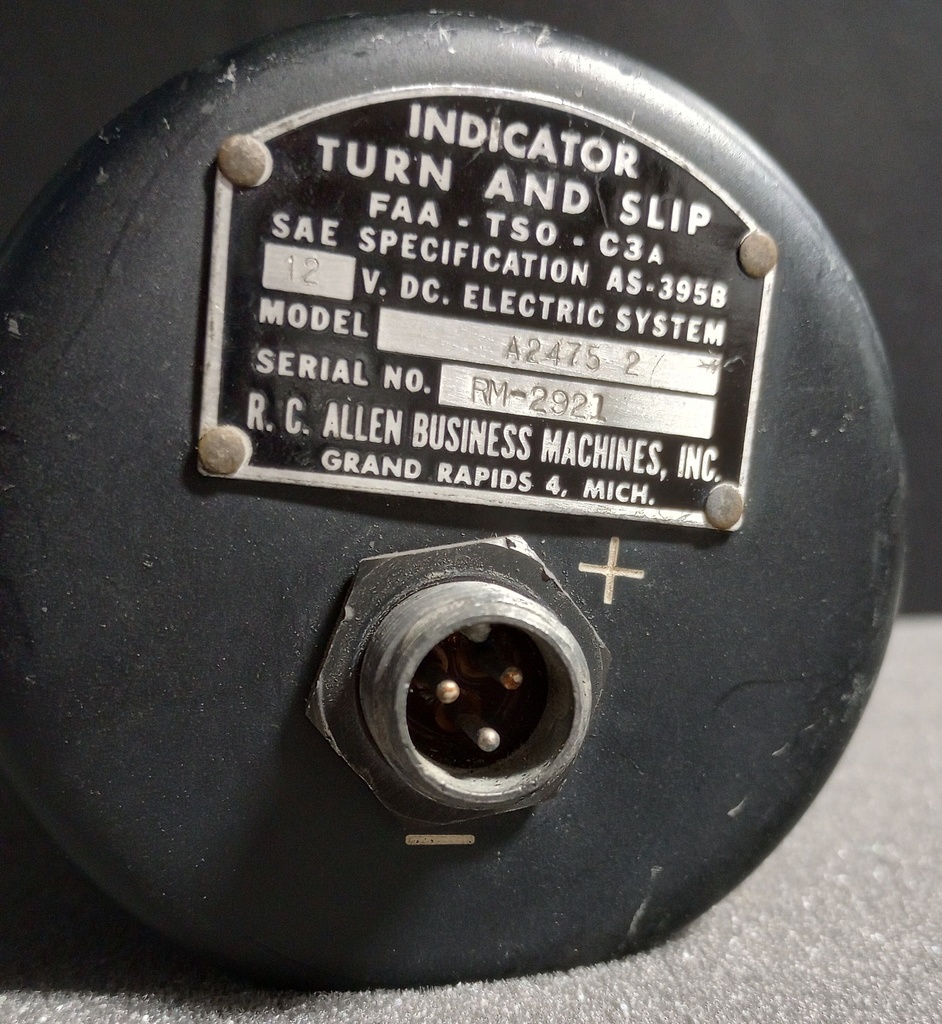 INDICATOR
TURN AND SLIP
FAA - TSO - C3A
SAE SPECIFICATION AS-395B
12 V. DC. ELECTRIC SYSTEM
MODEL A2475 2
SERIAL NO. RM-2921
R. C. ALLEN BUSINESS MACHINES, INC.
GRAND RAPIDS 4, MICH.
+
—